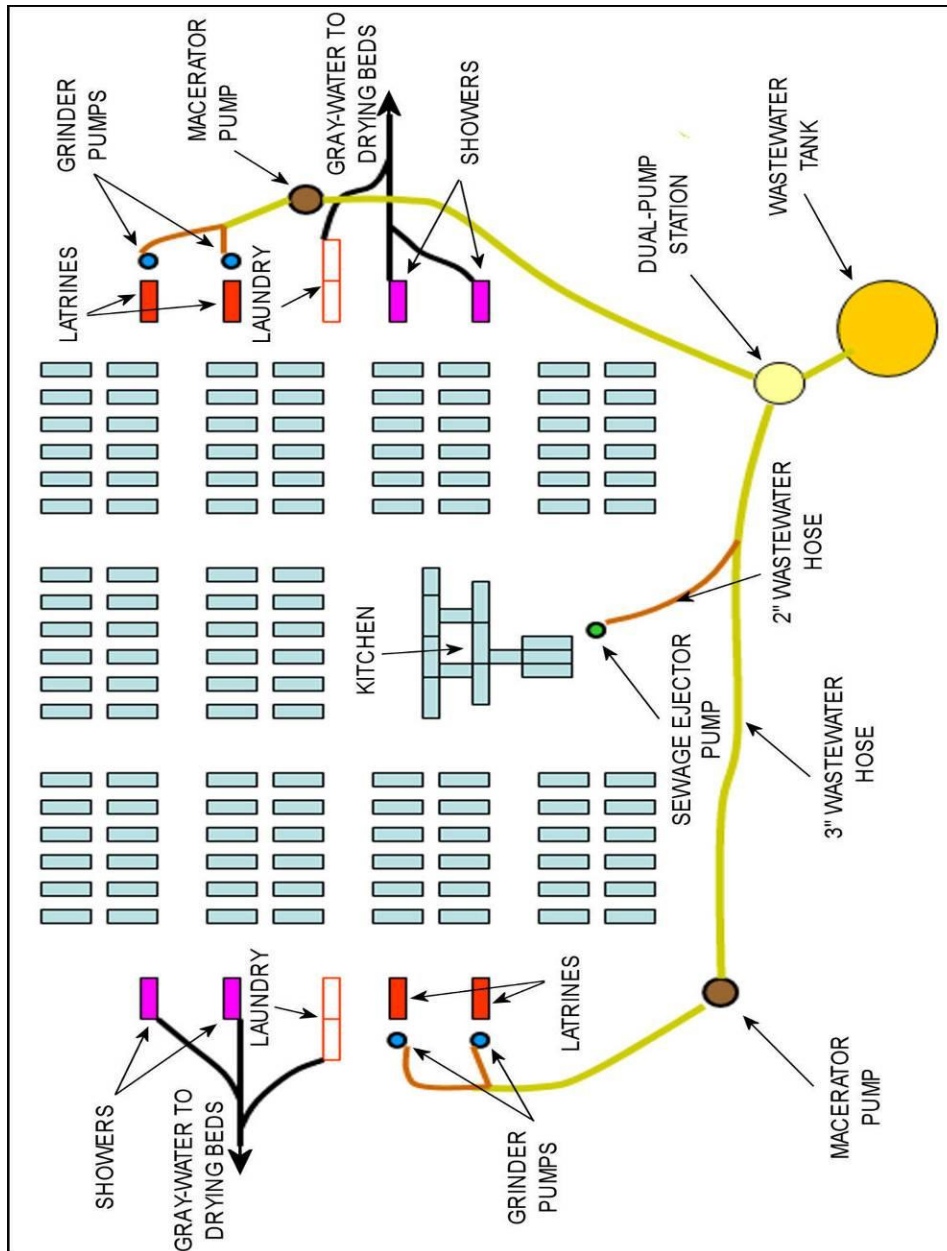 GRINDER
PUMPS
MACERATOR
PUMP
GRAY-WATER TO
DRYING BEDS
SHOWERS
LATRINES
LAUNDRY
DUAL-PUMP
STATION
WASTEWATER
TANK
KITCHEN
2" WASTEWATER
HOSE
SEWAGE EJECTOR
PUMP
3" WASTEWATER
HOSE
SHOWERS
GRAY-WATER TO
DRYING BEDS
LAUNDRY
LATRINES
GRINDER
PUMPS
MACERATOR
PUMP